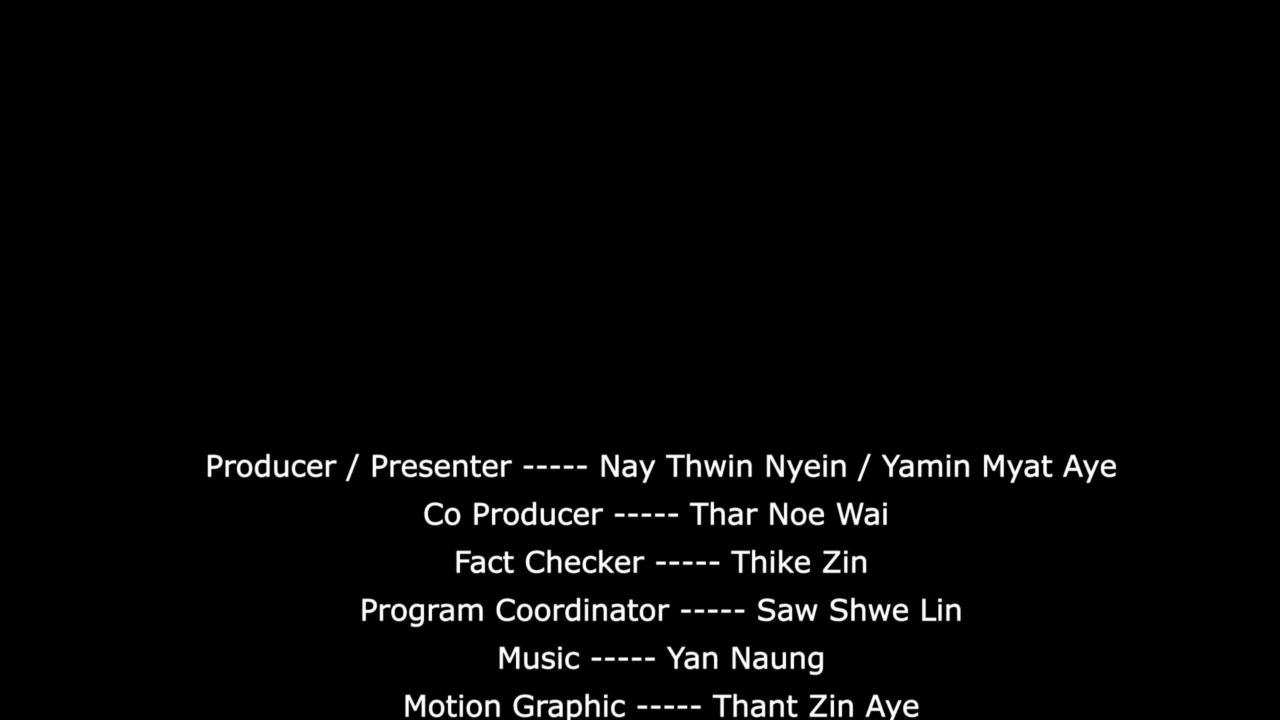 Producer / Presenter ----- Nay Thwin Nyein / Yamin Myat Aye
Co Producer ----- Thar Noe Wai
Fact Checker ----- Thike Zin
Program Coordinator ----- Saw Shwe Lin
Music ----- Yan Naung
Motion Graphic ----- Thant Zin Aye